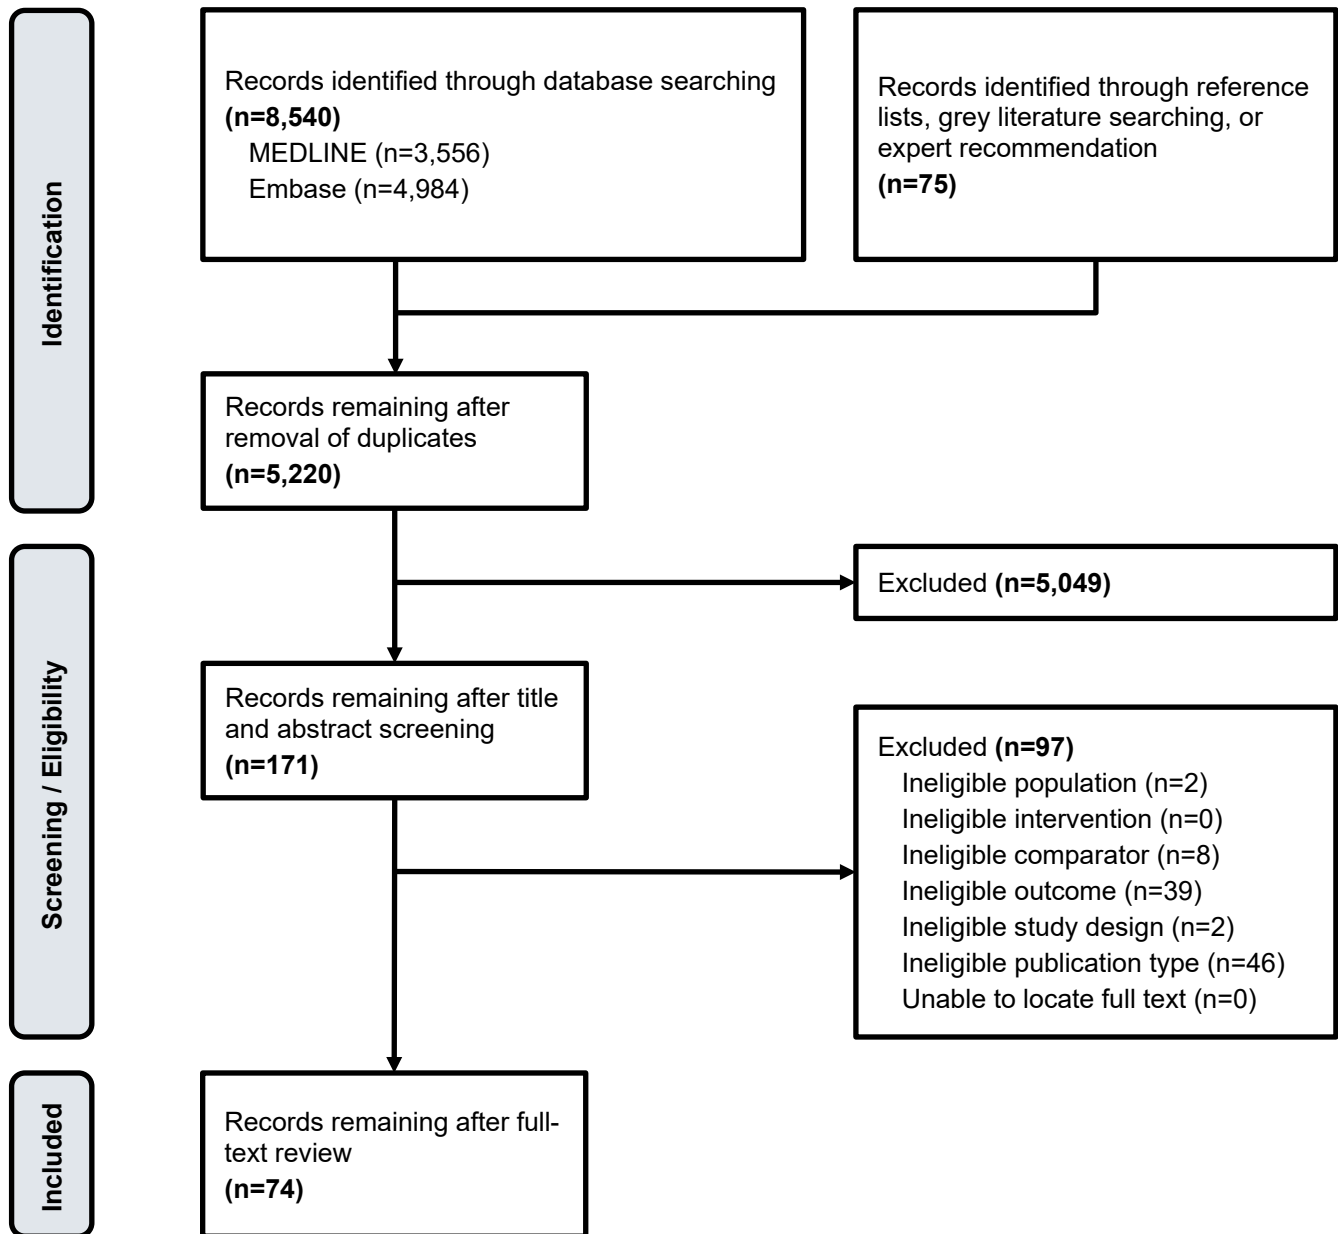 Identification
Records identified through database searching
(n=8,540)
MEDLINE (n=3,556)
Embase (n=4,984)
Records identified through reference
lists, grey literature searching, or
expert recommendation
(n=75)
Records remaining after
removal of duplicates
(n=5,220)
Screening / Eligibility
Excluded (n=5,049)
Records remaining after title
and abstract screening
(n=171)
Excluded (n=97)
Ineligible population (n=2)
Ineligible intervention (n=0)
Ineligible comparator (n=8)
Ineligible outcome (n=39)
Ineligible study design (n=2)
Ineligible publication type (n=46)
Unable to locate full text (n=0)
Included
Records remaining after full-
text review
(n=74)